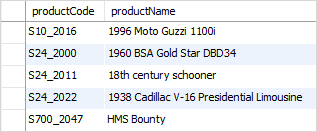 productCode productName
S10_2016 1996 Moto Guzzi 1100i
S24_2000 1960 BSA Gold Star DBD34
S24_2011 18th century schooner
S24_2022 1938 Cadillac V-16 Presidential Limousine
S700_2047 HMS Bounty